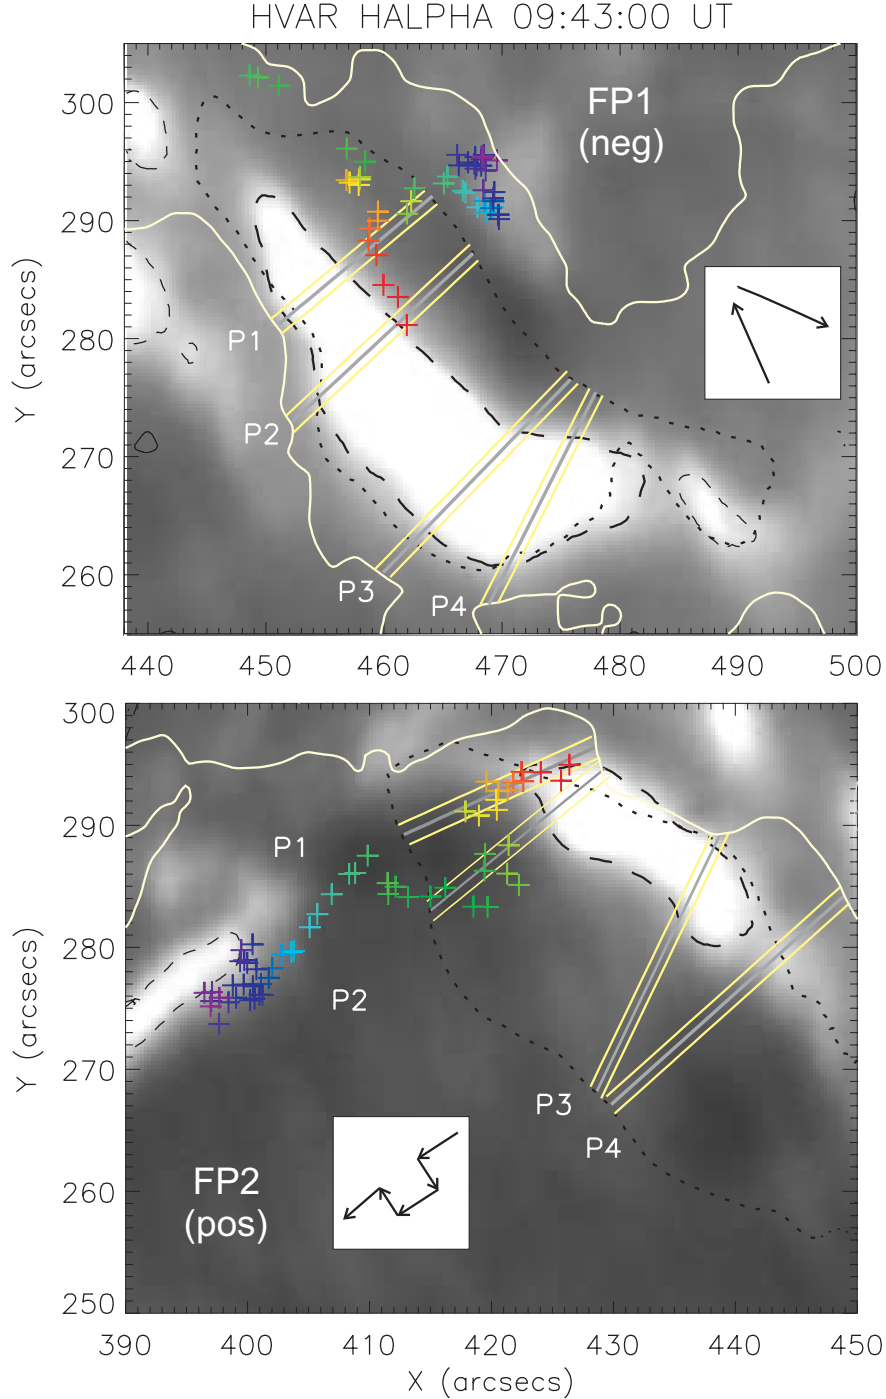 HVAR HALPHA 09:43:00 UT
FP1
(neg)
300
290
280
270
260
Y (arcsecs)
P1
P2
P3
P4
440 450 460 470 480 490 500
300
290
280
270
260
250
Y (arcsecs)
P1
P2
P3
P4
FP2
(pos)
390 400 410 420 430 440 450
X (arcsecs)